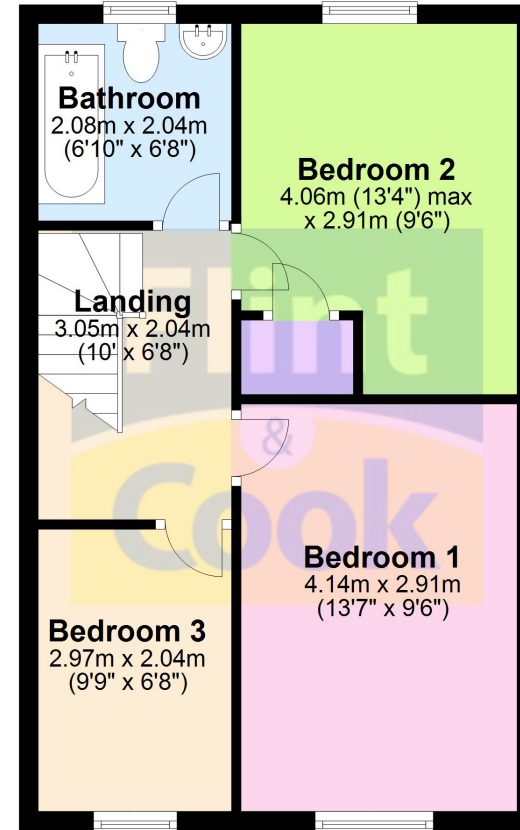 Bathroom
2.08m x 2.04m
(6'10" x 6'8")
Bedroom 2
4.06m (13'4") max
x 2.91m (9'6")
Landing
3.05m x 2.04m
(10' x 6'8")
Flint
&
Cook
Bedroom 1
4.14m x 2.91m
(13'7" x 9'6")
Bedroom 3
2.97m x 2.04m
(9'9" x 6'8")